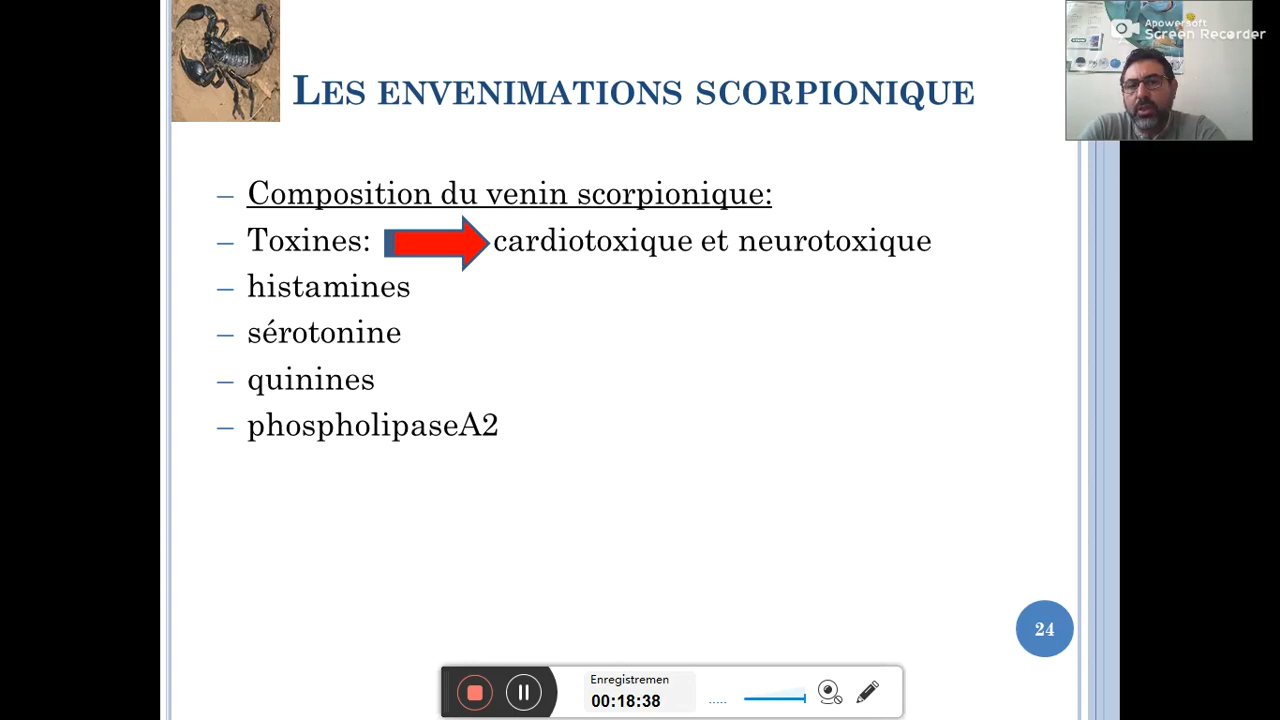 Apowersoft
Screen Recorder
LES ENVENIMATIONS SCORPIONIQUE
– Composition du venin scorpionique:
– Toxines: cardiotoxique et neurotoxique
– histamines
– sérotonine
– quinines
– phospholipaseA2
24
Enregistremen
00:18:38